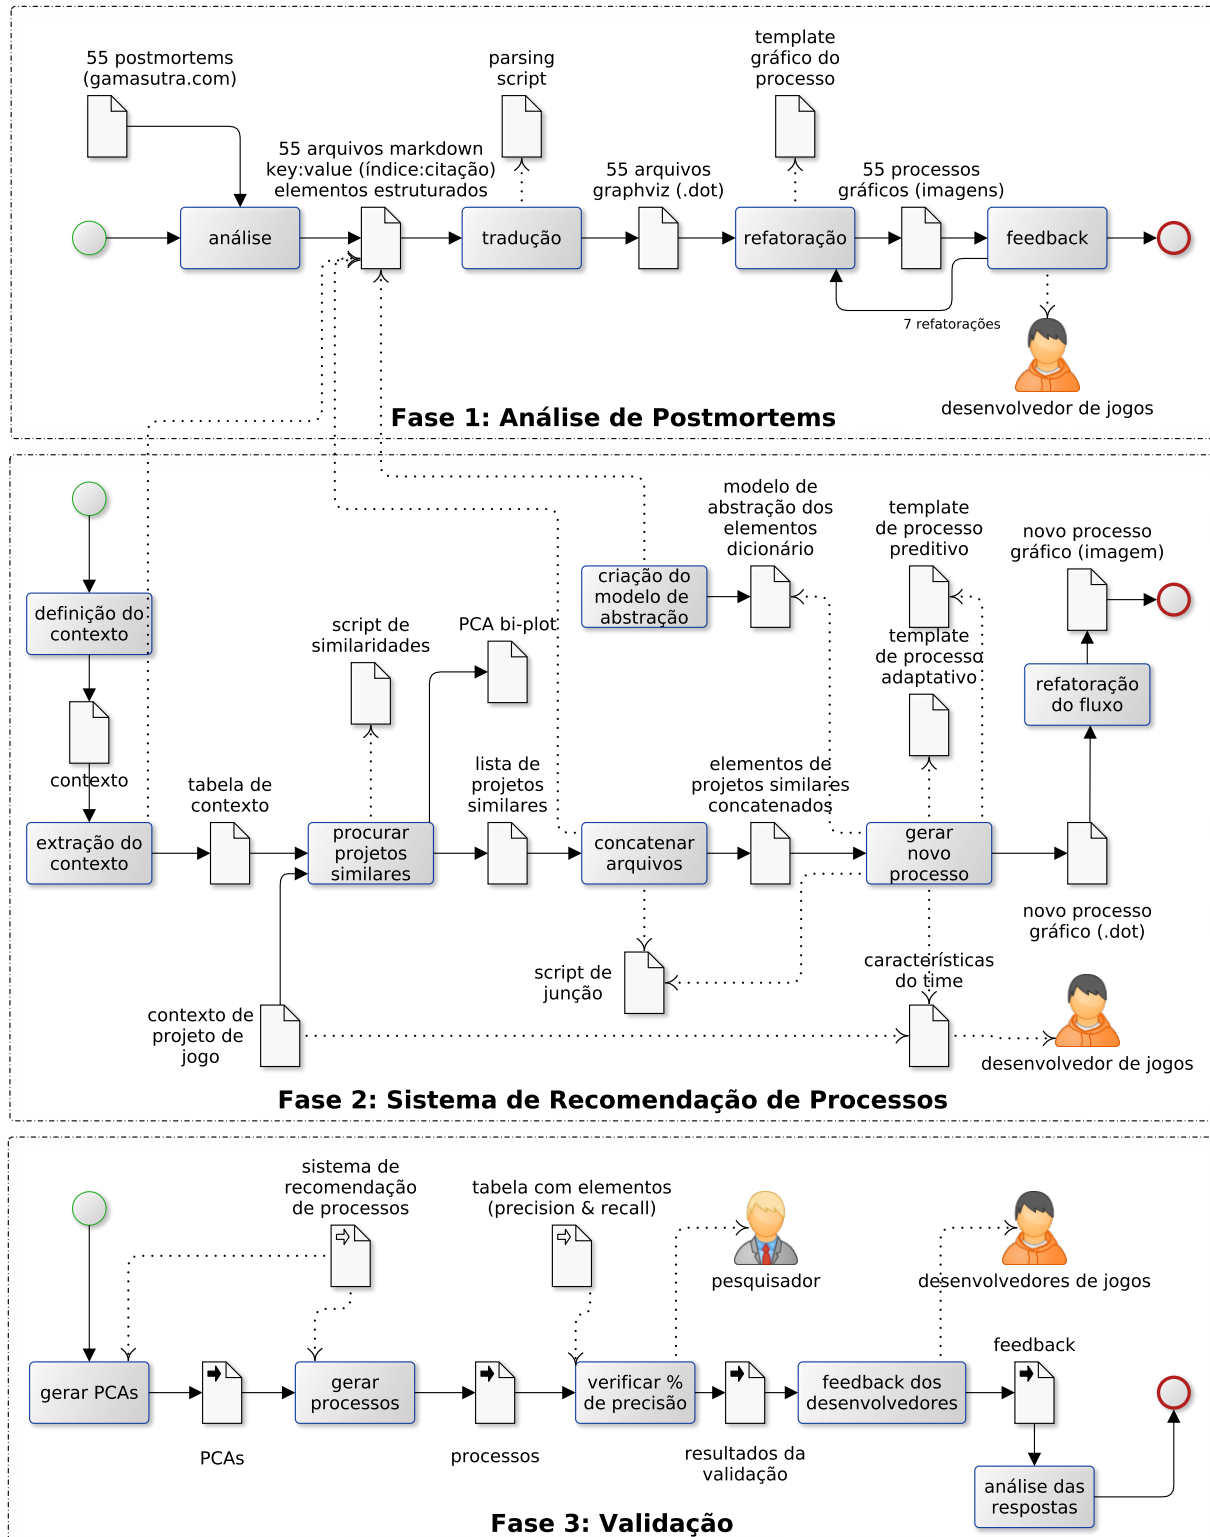 55 postmortems
(gamasutra.com)
parsing
script
template
gráfico do
processo
55 arquivos markdown
key:value (índice:citação)
elementos estruturados
55 arquivos
graphviz (.dot)
55 processos
gráficos (imagens)
análise
tradução
refatoração
feedback
7 refatorações
desenvolvedor de jogos
Fase 1: Análise de Postmortems
modelo de
abstração dos
elementos
dicionário
template
de processo
preditivo
novo processo
gráfico (imagem)
definição do
contexto
criação do
modelo de
abstração
script de
similaridades
PCA bi-plot
template
de processo
adaptativo
refatoração
do fluxo
contexto
tabela de
contexto
lista de
projetos
similares
elementos de
projetos similares
concatenados
extração do
contexto
procurar
projetos
similares
concatenar
arquivos
gerar
novo
processo
novo processo
gráfico (.dot)
script de
junção
características
do time
contexto de
projeto de
jogo
desenvolvedor de jogos
Fase 2: Sistema de Recomendação de Processos
sistema de
recomendação
de processos
tabela com elementos
(precision & recall)
pesquisador
desenvolvedores de jogos
feedback
gerar PCAs
gerar
processos
verificar %
de precisão
feedback dos
desenvolvedores
PCAs
processos
resultados da
validação
análise das
respostas
Fase 3: Validação